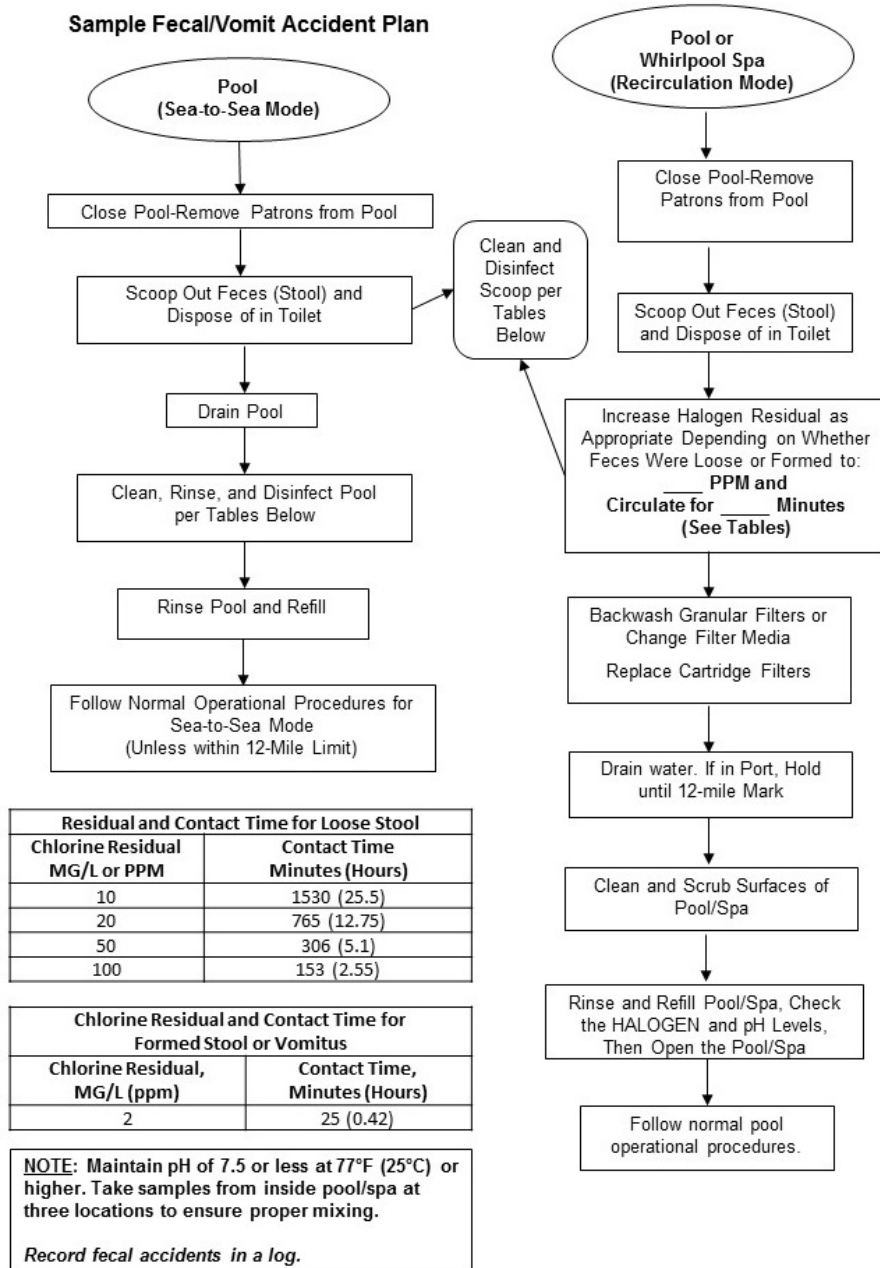 Sample Fecal/Vomit Accident Plan
Pool
(Sea-to-Sea Mode)
Close Pool-Remove Patrons from Pool
Scoop Out Feces (Stool) and
Dispose of in Toilet
Clean and
Disinfect
Scoop per
Tables
Below
Drain Pool
Clean, Rinse, and Disinfect Pool
per Tables Below
Rinse Pool and Refill
Follow Normal Operational Procedures for
Sea-to-Sea Mode
(Unless within 12-Mile Limit)
Pool or
Whirlpool Spa
(Recirculation Mode)
Close Pool-Remove
Patrons from Pool
Scoop Out Feces (Stool)
and Dispose of in Toilet
Increase Halogen Residual as
Appropriate Depending on Whether
Feces Were Loose or Formed to:
____ PPM and
Circulate for _____ Minutes
(See Tables)
Backwash Granular Filters or
Change Filter Media
Replace Cartridge Filters
Drain water. If in Port, Hold
until 12-mile Mark
Clean and Scrub Surfaces of
Pool/Spa
Rinse and Refill Pool/Spa, Check
the HALOGEN and pH Levels,
Then Open the Pool/Spa
Follow normal pool
operational procedures.
Residual and Contact Time for Loose Stool
Chlorine Residual Contact Time
MG/L or PPM Minutes (Hours)
10 1530 (25.5)
20 765 (12.75)
50 306 (5.1)
100 153 (2.55)
Chlorine Residual and Contact Time for
Formed Stool or Vomitus
Chlorine Residual, Contact Time,
MG/L (ppm) Minutes (Hours)
2 25 (0.42)
NOTE: Maintain pH of 7.5 or less at 77°F (25°C) or
higher. Take samples from inside pool/spa at
three locations to ensure proper mixing.
Record fecal accidents in a log.